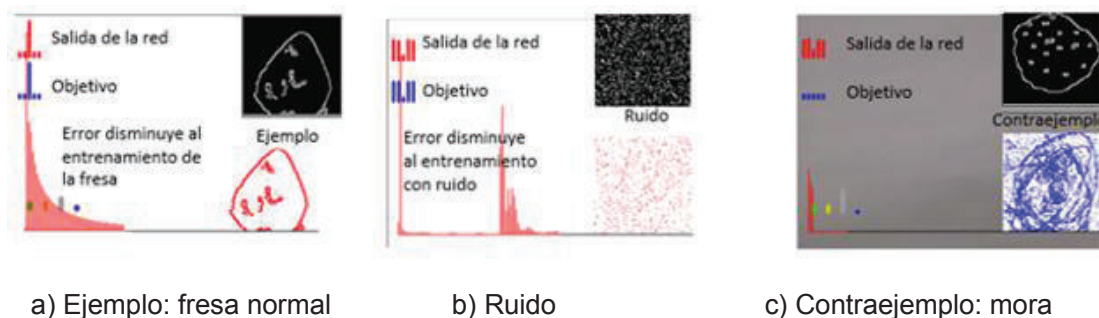 Salida de la red
Objetivo
Error disminuye al
entrenamiento de
la fresa
Ejemplo
Salida de la red
Objetivo
Error disminuye
al entrenamiento
con ruido
Ruido
Salida de la red
Objetivo
Contraejemplo
a) Ejemplo: fresa normal
b) Ruido
c) Contraejemplo: mora